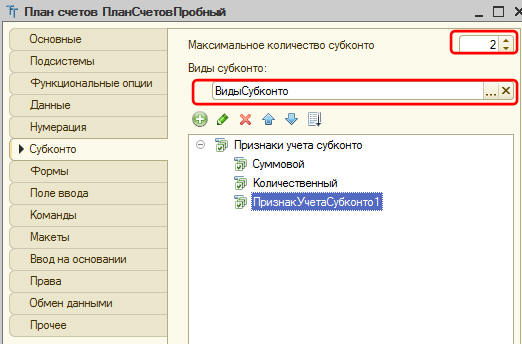 План счетов ПланСчетовПробный
Основные
Подсистемы
Функциональные опции
Данные
Нумерация
Субконто
Формы
Поле ввода
Команды
Макеты
Ввод на основании
Права
Обмен данными
Прочее
Максимальное количество субконто 2
Виды субконто:
ВидыСубконто ...
Признаки учета субконто
Суммовой
Количественный
ПризнакУчетаСубконто1